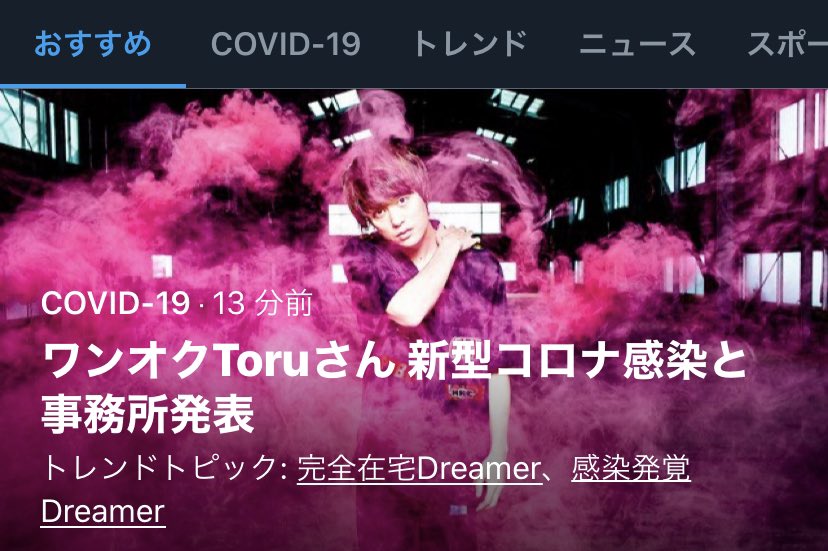 おすすめ COVID-19 トレンド ニュース スポー
COVID-19 · 13 分前
ワンオクToruさん 新型コロナ感染と
事務所発表
トレンドトピック: 完全在宅Dreamer、感染発覚
Dreamer